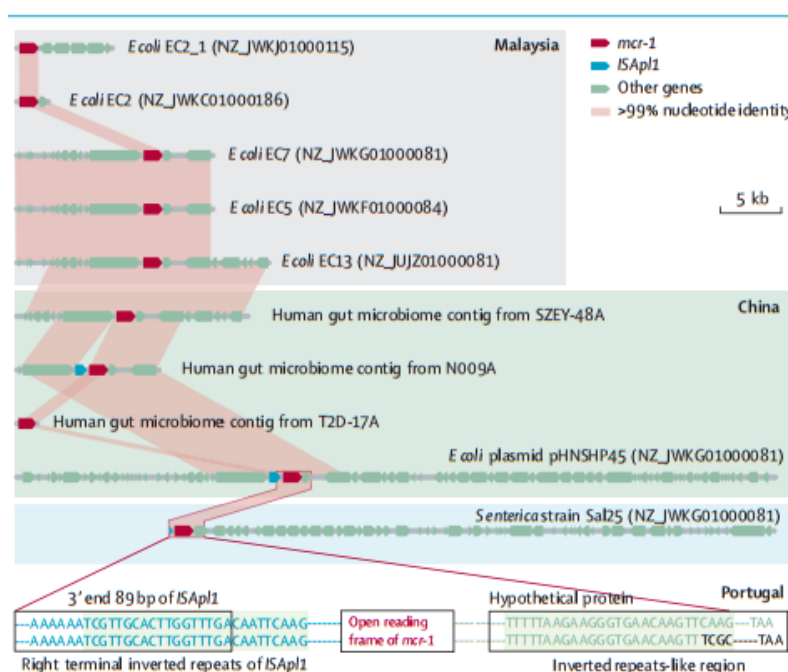 E coli EC2_1 (NZ_JWKJ01000115)
Malaysia
mcr-1
ISApl1
Other genes
>99% nucleotide identity
E coli EC2 (NZ_JWKC01000186)
E coli EC7 (NZ_JWKG01000081)
E coli EC5 (NZ_JWKF01000084)
5 kb
E coli EC13 (NZ_JUJZ01000081)
China
Human gut microbiome contig from SZEY-48A
Human gut microbiome contig from N009A
Human gut microbiome contig from T2D-17A
E coli plasmid pHNSHP45 (NZ_JWKG01000081)
S enterica strain Sal25 (NZ_JWKG01000081)
Portugal
3' end 89 bp of ISApl1
Hypothetical protein
---AAAAAATCGTTGCACTTGGTTTGACAATTCAAG------
Open reading
TTTTTAAGAAGGGTGAACAAGTTCAAG---TAA
---AAAAAATCGTTGCACTTGGTTTGACAATTCAAG------
frame of mcr-1
TTTTTAAGAAGGGTGAACAAGTTCGC-----TAA
Right terminal inverted repeats of ISApl1
Inverted repeats-like region